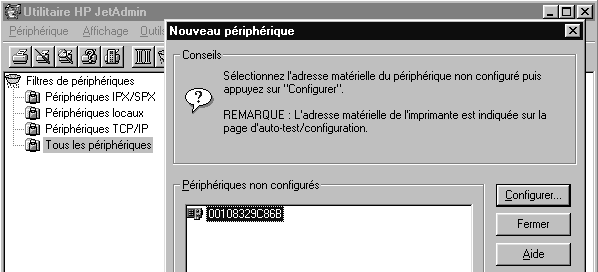 Utilitaire HP JetAdmin
Périphérique Affichage Outils
Filtres de périphériques
Périphériques IPX/SPX
Périphériques locaux
Périphériques TCP/IP
Tous les périphériques
Nouveau périphérique
Conseils
Sélectionnez l'adresse matérielle du périphérique non configuré puis
appuyez sur "Configurer".
REMARQUE : L'adresse matérielle de l'imprimante est indiquée sur la
page d'auto-test/configuration.
Périphériques non configurés
00108329C86B
Configurer...
Fermer
Aide